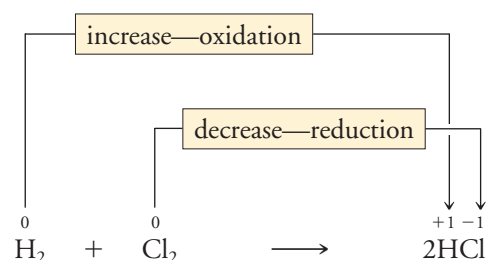 increase—oxidation
decrease—reduction
0 0 +1 −1
H₂ + Cl₂ ⟶ 2HCl